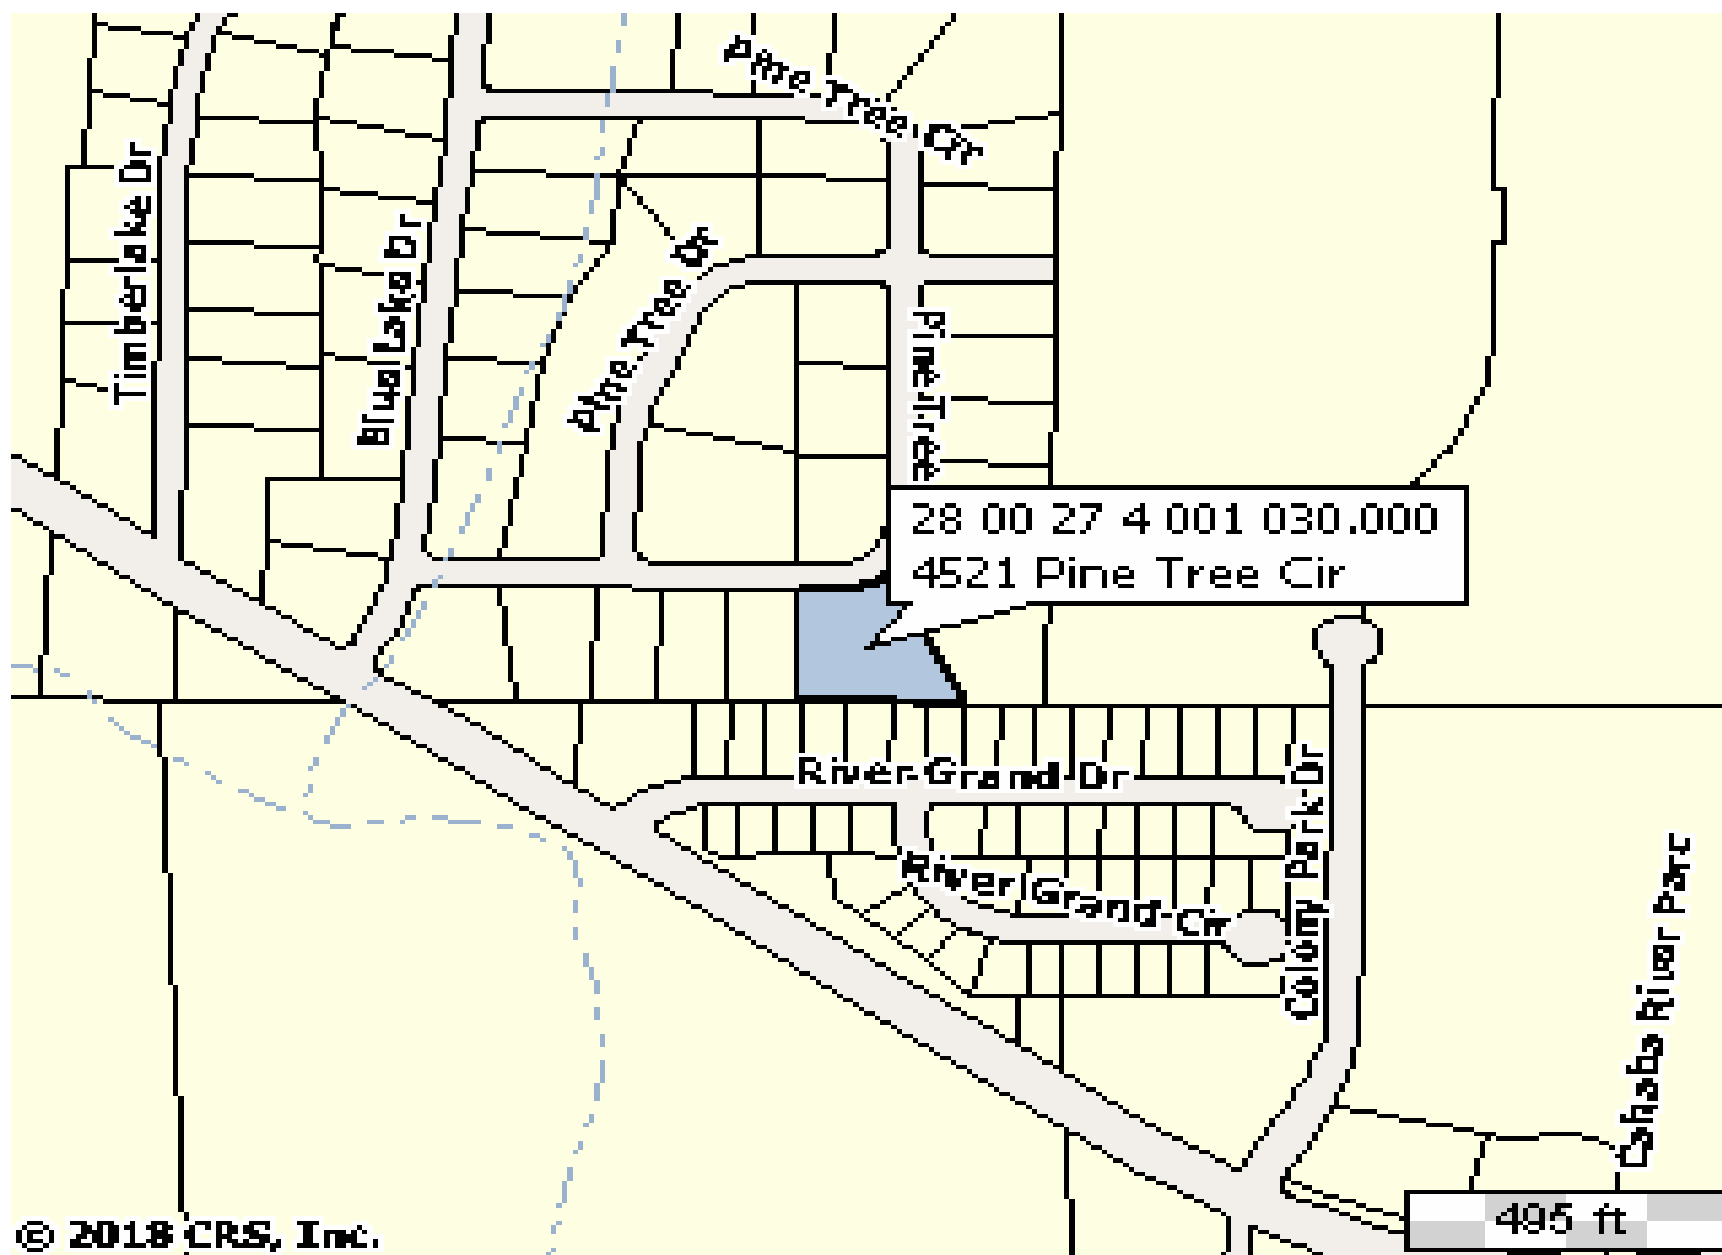 Pine Tree Cir
Timberlake Dr
Blue Lake Dr
Pine Tree Dr
Pine Tree
28 00 27 4 001 030.000
4521 Pine Tree Cir
River Grand Dr
Colony Park Dr
River Grand Cir
Cahaba River Parc
495 ft
© 2018 CRS, Inc.